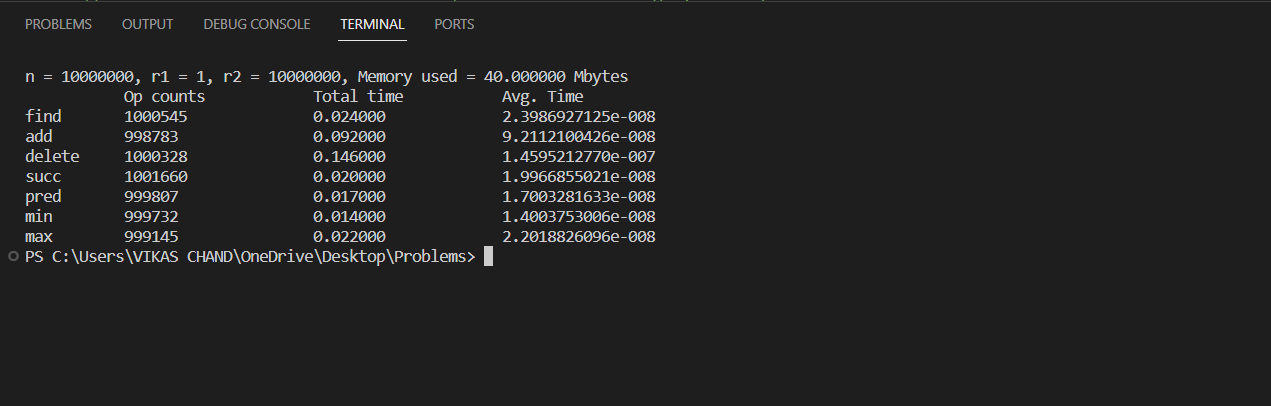 PROBLEMS OUTPUT DEBUG CONSOLE TERMINAL PORTS
n = 10000000, r1 = 1, r2 = 10000000, Memory used = 40.000000 Mbytes
Op counts Total time Avg. Time
find 1000545 0.024000 2.3986927125e-008
add 998783 0.092000 9.2112100426e-008
delete 1000328 0.146000 1.4595212770e-007
succ 1001660 0.020000 1.9966855021e-008
pred 999807 0.017000 1.7003281633e-008
min 999732 0.014000 1.4003753006e-008
max 999145 0.022000 2.2018826096e-008
PS C:\Users\VIKAS CHAND\OneDrive\Desktop\Problems>